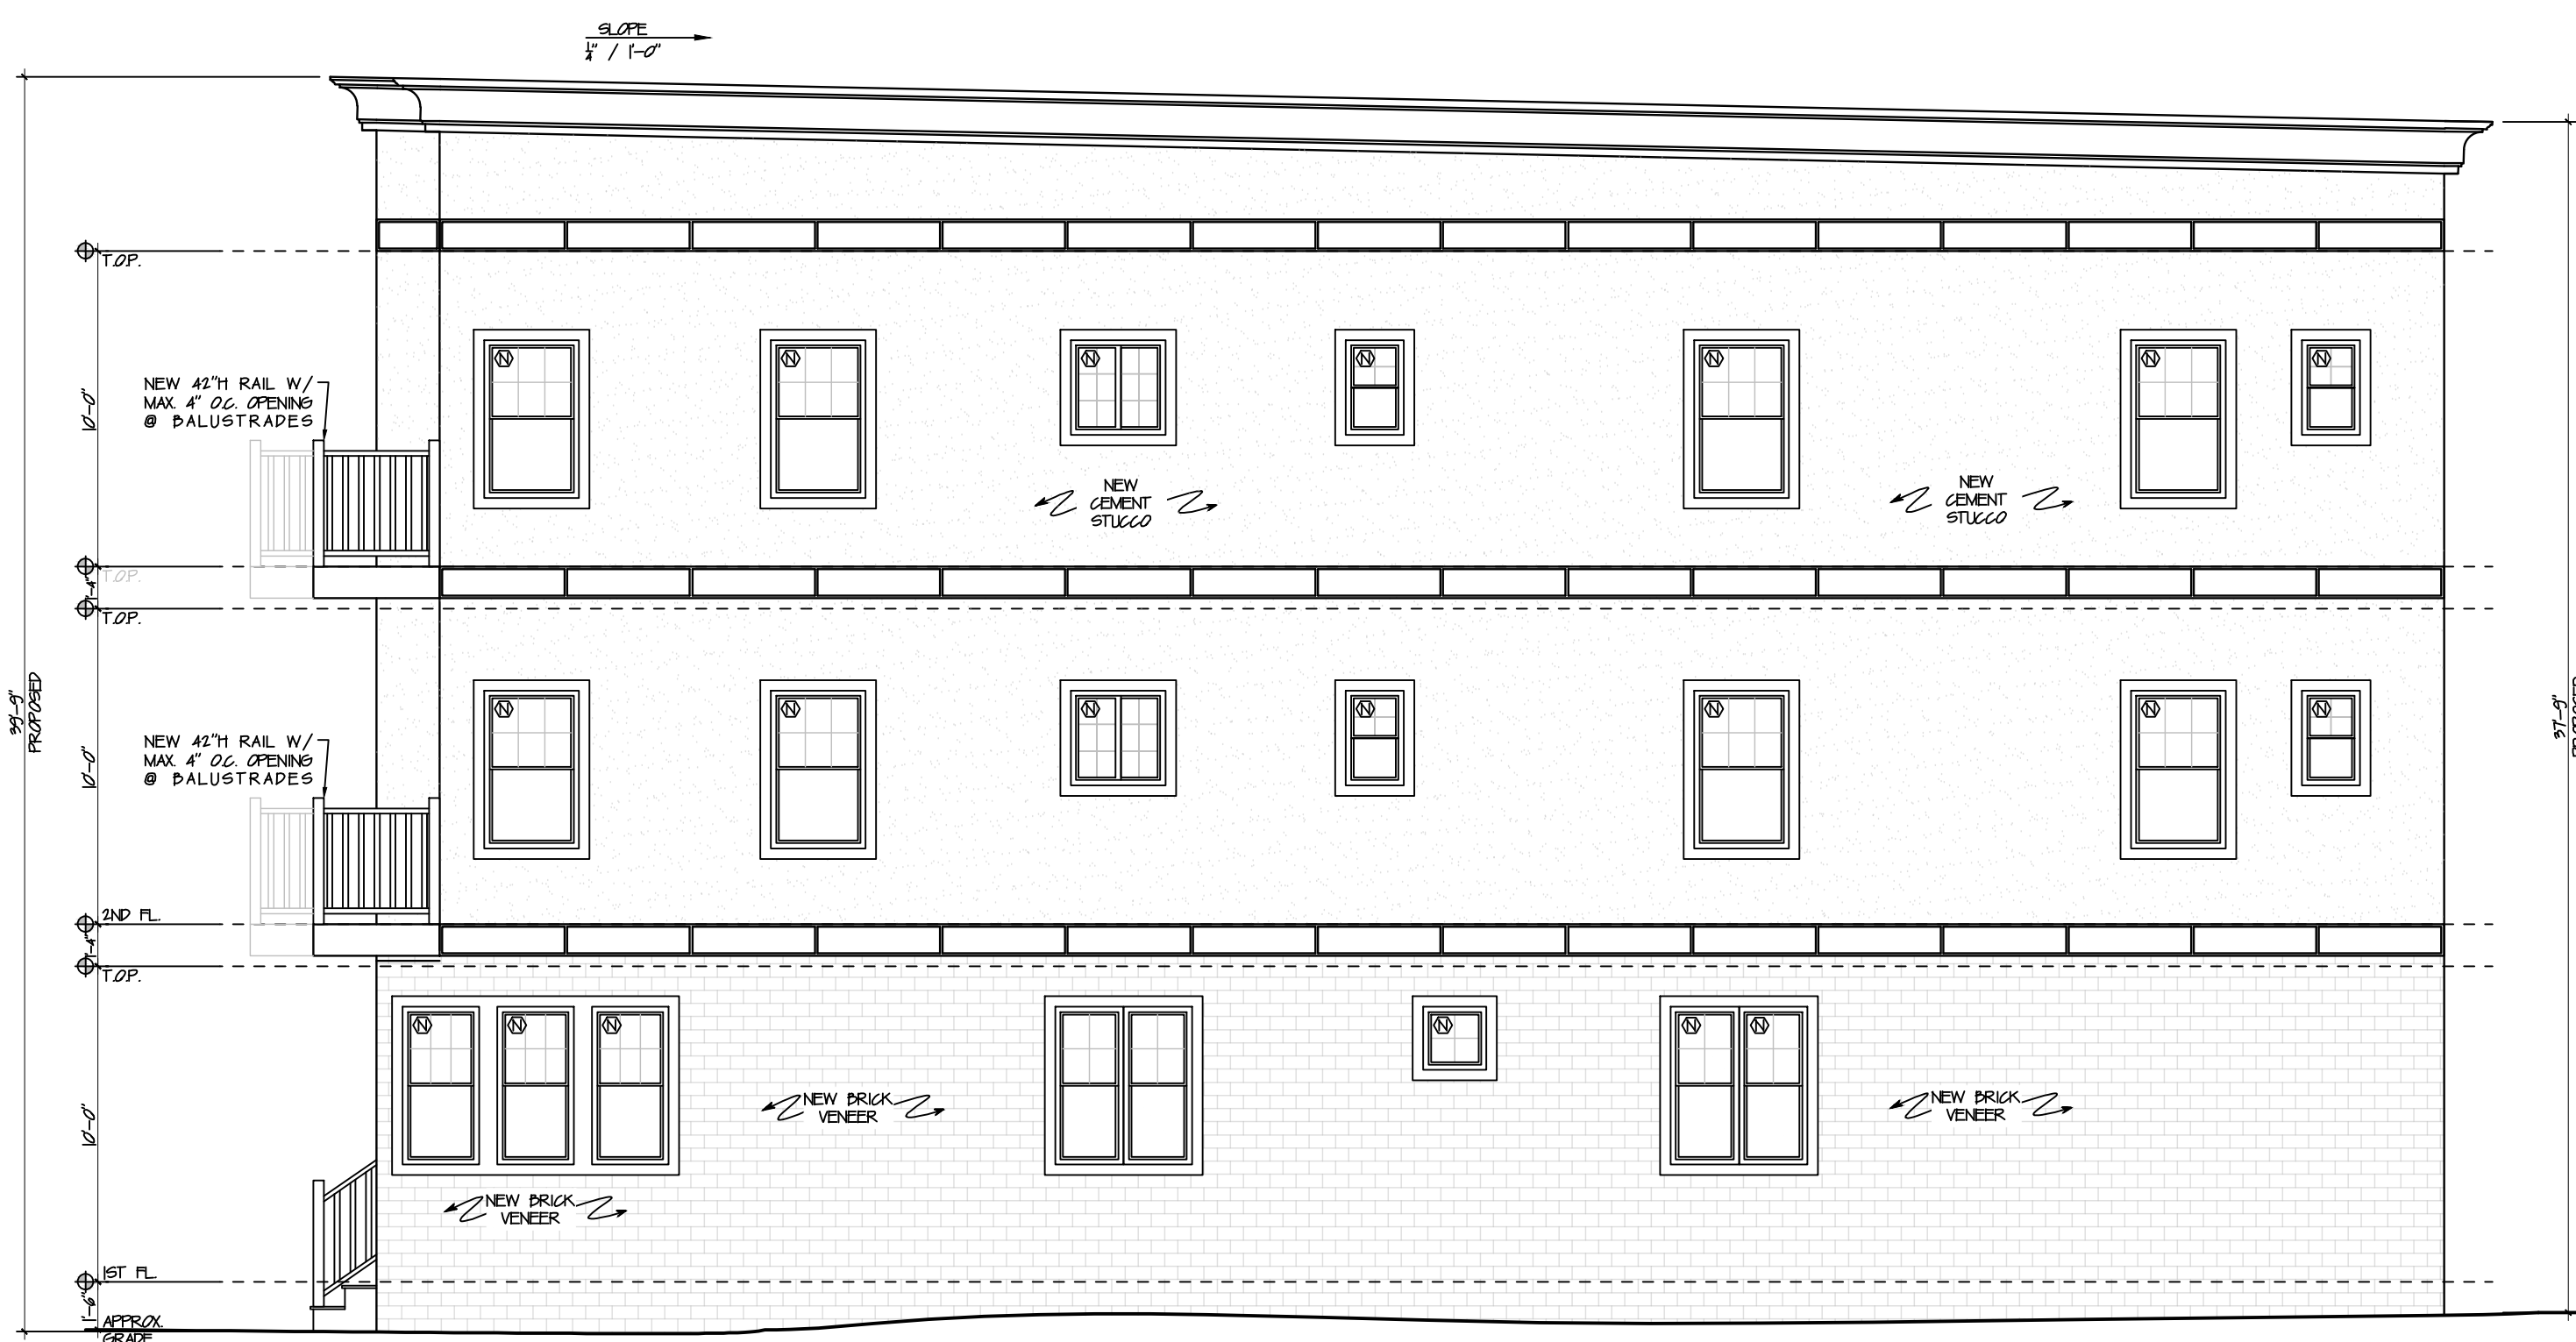 SLOPE
¼" / 1'-0"
T.O.P.
10'-0"
NEW 42"H RAIL W/
MAX. 4" O.C. OPENING
@ BALUSTRADES
N
N
N
N
N
N
N
NEW
CEMENT
STUCCO
NEW
CEMENT
STUCCO
T.O.P.
1'-4"
T.O.P.
39'-9"
PROPOSED
37'-9"
PROPOSED
10'-0"
NEW 42"H RAIL W/
MAX. 4" O.C. OPENING
@ BALUSTRADES
N
N
N
N
N
N
N
2ND FL.
1'-4"
T.O.P.
10'-0"
N
N
N
N
N
N
NEW BRICK
VENEER
NEW BRICK
VENEER
NEW BRICK
VENEER
1ST FL.
1'-6"
APPROX.
GRADE